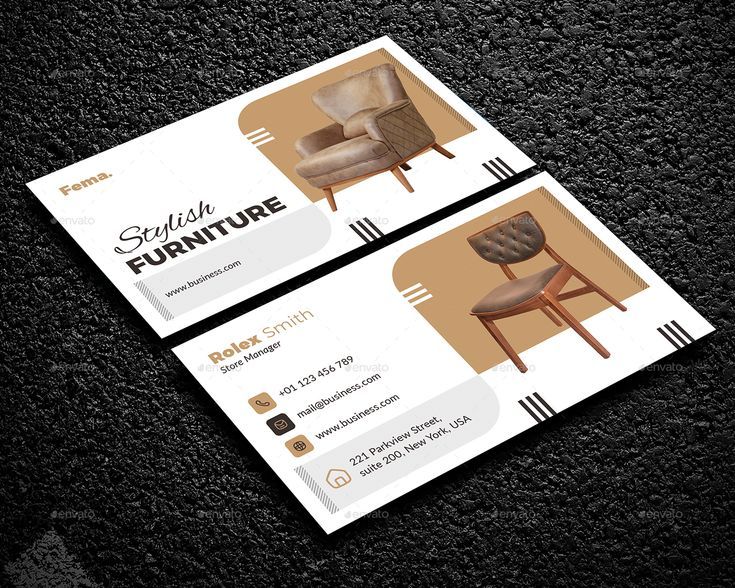 Fema.
Stylish
FURNITURE
www.business.com
Rolex Smith
Store Manager
+01 123 456 789
mail@business.com
www.business.com
221 Parkview Street,
suite 200, New York, USA
envato